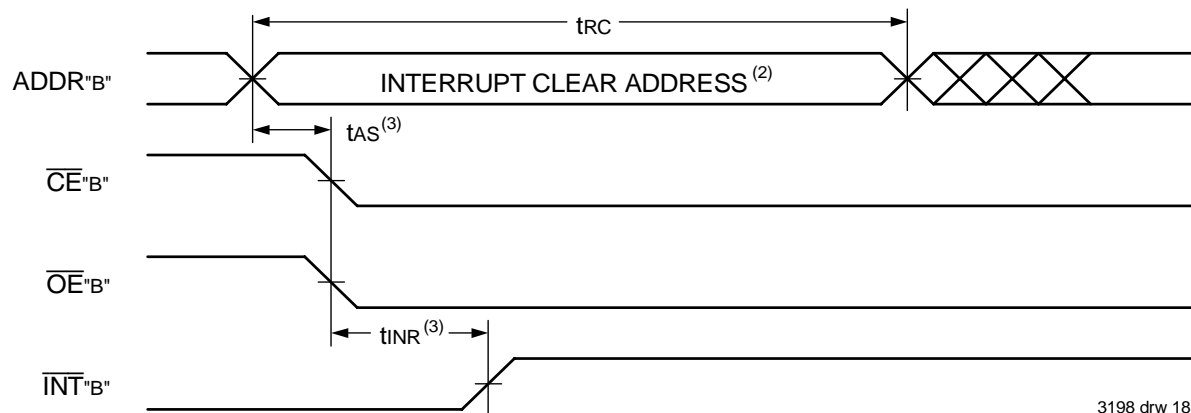 tRC
ADDR"B"
INTERRUPT CLEAR ADDRESS(2)
tAS(3)
CE"B"
OE"B"
tINR(3)
INT"B"
3198 drw 18